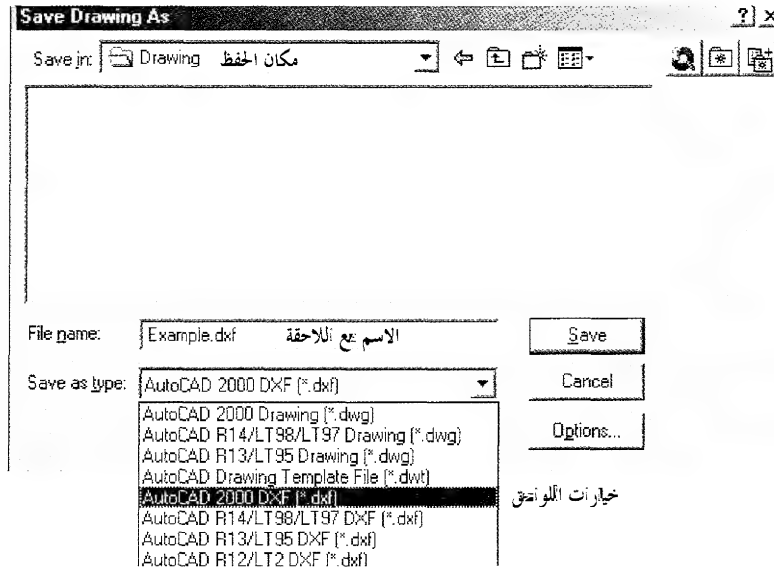 Save Drawing As
Save in: Drawing مكان الحفظ
File name: Example.dxf الاسم مع اللاحقة
Save
Save as type: AutoCAD 2000 DXF (*.dxf)
Cancel
AutoCAD 2000 Drawing (*.dwg)
AutoCAD R14/LT98/LT97 Drawing (*.dwg)
Options...
AutoCAD R13/LT95 Drawing (*.dwg)
AutoCAD Drawing Template File (*.dwt)
AutoCAD 2000 DXF (*.dxf) خيارات اللواحق
AutoCAD R14/LT98/LT97 DXF (*.dxf)
AutoCAD R13/LT95 DXF (*.dxf)
AutoCAD R12/LT2 DXF (*.dxf)